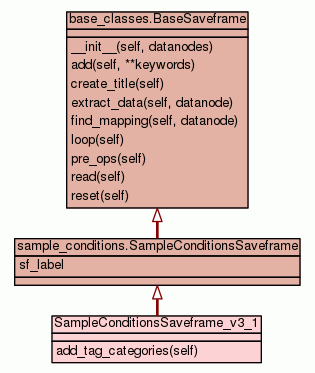 base_classes.BaseSaveframe
__init__(self, datanodes)
add(self, **keywords)
create_title(self)
extract_data(self, datanode)
find_mapping(self, datanode)
loop(self)
pre_ops(self)
read(self)
reset(self)
sample_conditions.SampleConditionsSaveframe
sf_label
SampleConditionsSaveframe_v3_1
add_tag_categories(self)